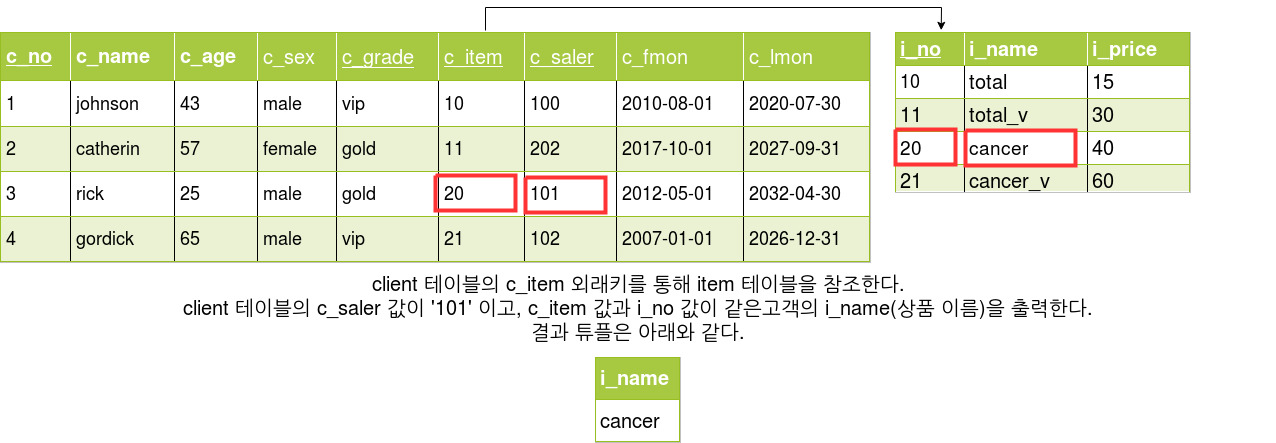 c_no c_name c_age c_sex c_grade c_item c_saler c_fmon c_lmon
1 johnson 43 male vip 10 100 2010-08-01 2020-07-30
2 catherin 57 female gold 11 202 2017-10-01 2027-09-31
3 rick 25 male gold 20 101 2012-05-01 2032-04-30
4 gordick 65 male vip 21 102 2007-01-01 2026-12-31
i_no i_name i_price
10 total 15
11 total_v 30
20 cancer 40
21 cancer_v 60
client 테이블의 c_item 외래키를 통해 item 테이블을 참조한다.
client 테이블의 c_saler 값이 '101' 이고, c_item 값과 i_no 값이 같은고객의 i_name(상품 이름)을 출력한다.
결과 튜플은 아래와 같다.
i_name
cancer